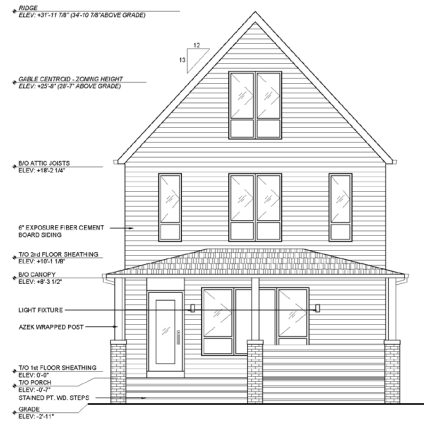 RIDGE
ELEV: +31'-11 7/8" (34'-10 7/8"ABOVE GRADE)
12
13
GABLE CENTROID - ZONING HEIGHT
ELEV: +25'-8" (28'-7" ABOVE GRADE)
B/O ATTIC JOISTS
ELEV: +18'-2 1/4"
6" EXPOSURE FIBER CEMENT
BOARD SIDING
T/O 2nd FLOOR SHEATHING
ELEV: +10'-1 1/8"
B/O CANOPY
ELEV: +8'-3 1/2"
LIGHT FIXTURE
AZEK WRAPPED POST
T/O 1st FLOOR SHEATHING
ELEV: 0'-0"
T/O PORCH
ELEV: -0'-7"
STAINED PT. WD. STEPS
GRADE
ELEV: -2'-11"